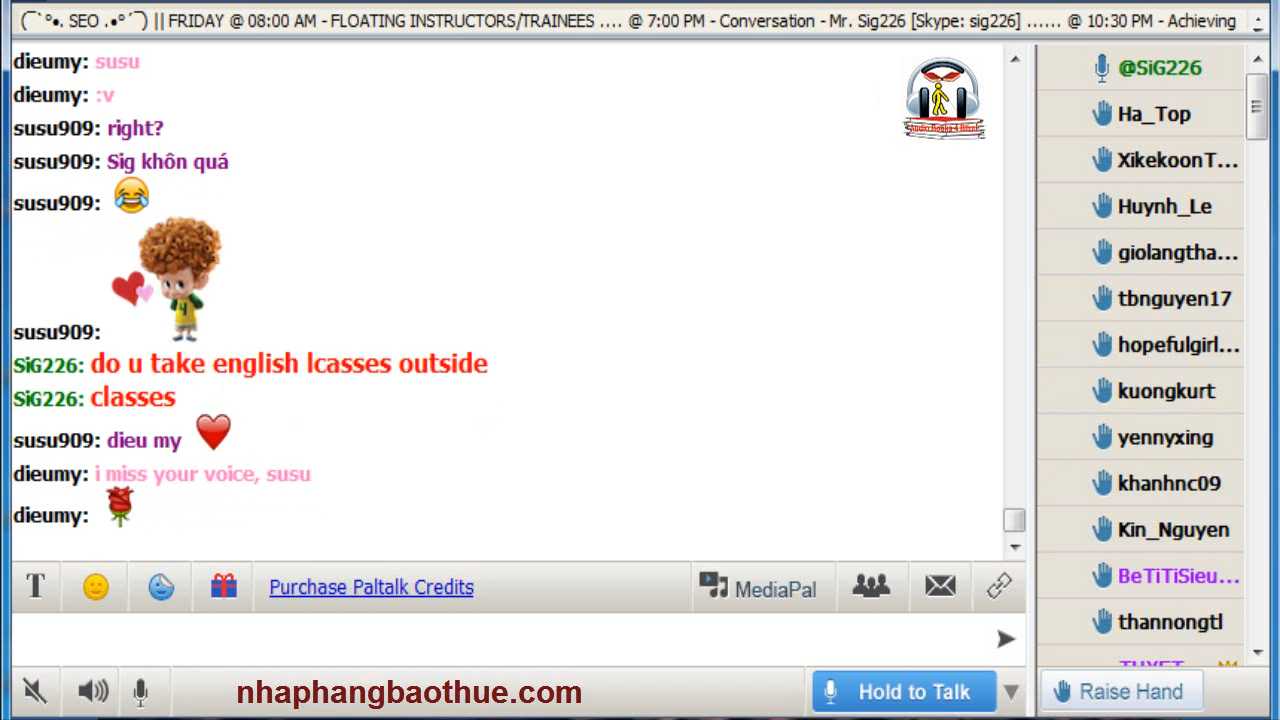 (¯`°•. SEO .•°´¯) || FRIDAY @ 08:00 AM - FLOATING INSTRUCTORS/TRAINEES .... @ 7:00 PM - Conversation - Mr. Sig226 [Skype: sig226] ...... @ 10:30 PM - Achieving
dieumy: susu
dieumy: :v
susu909: right?
susu909: Sig khôn quá
susu909:
susu909:
SiG226: do u take english lcasses outside
SiG226: classes
susu909: dieu my
dieumy: i miss your voice, susu
dieumy:
@SiG226
Ha_Top
XikekoonT...
Huynh_Le
giolangtha...
tbnguyen17
hopefulgirl...
kuongkurt
yennyxing
khanhnc09
Kin_Nguyen
BeTiTiSieu...
thannongtl
T
Purchase Paltalk Credits
MediaPal
nhaphangbaothue.com
Hold to Talk
Raise Hand